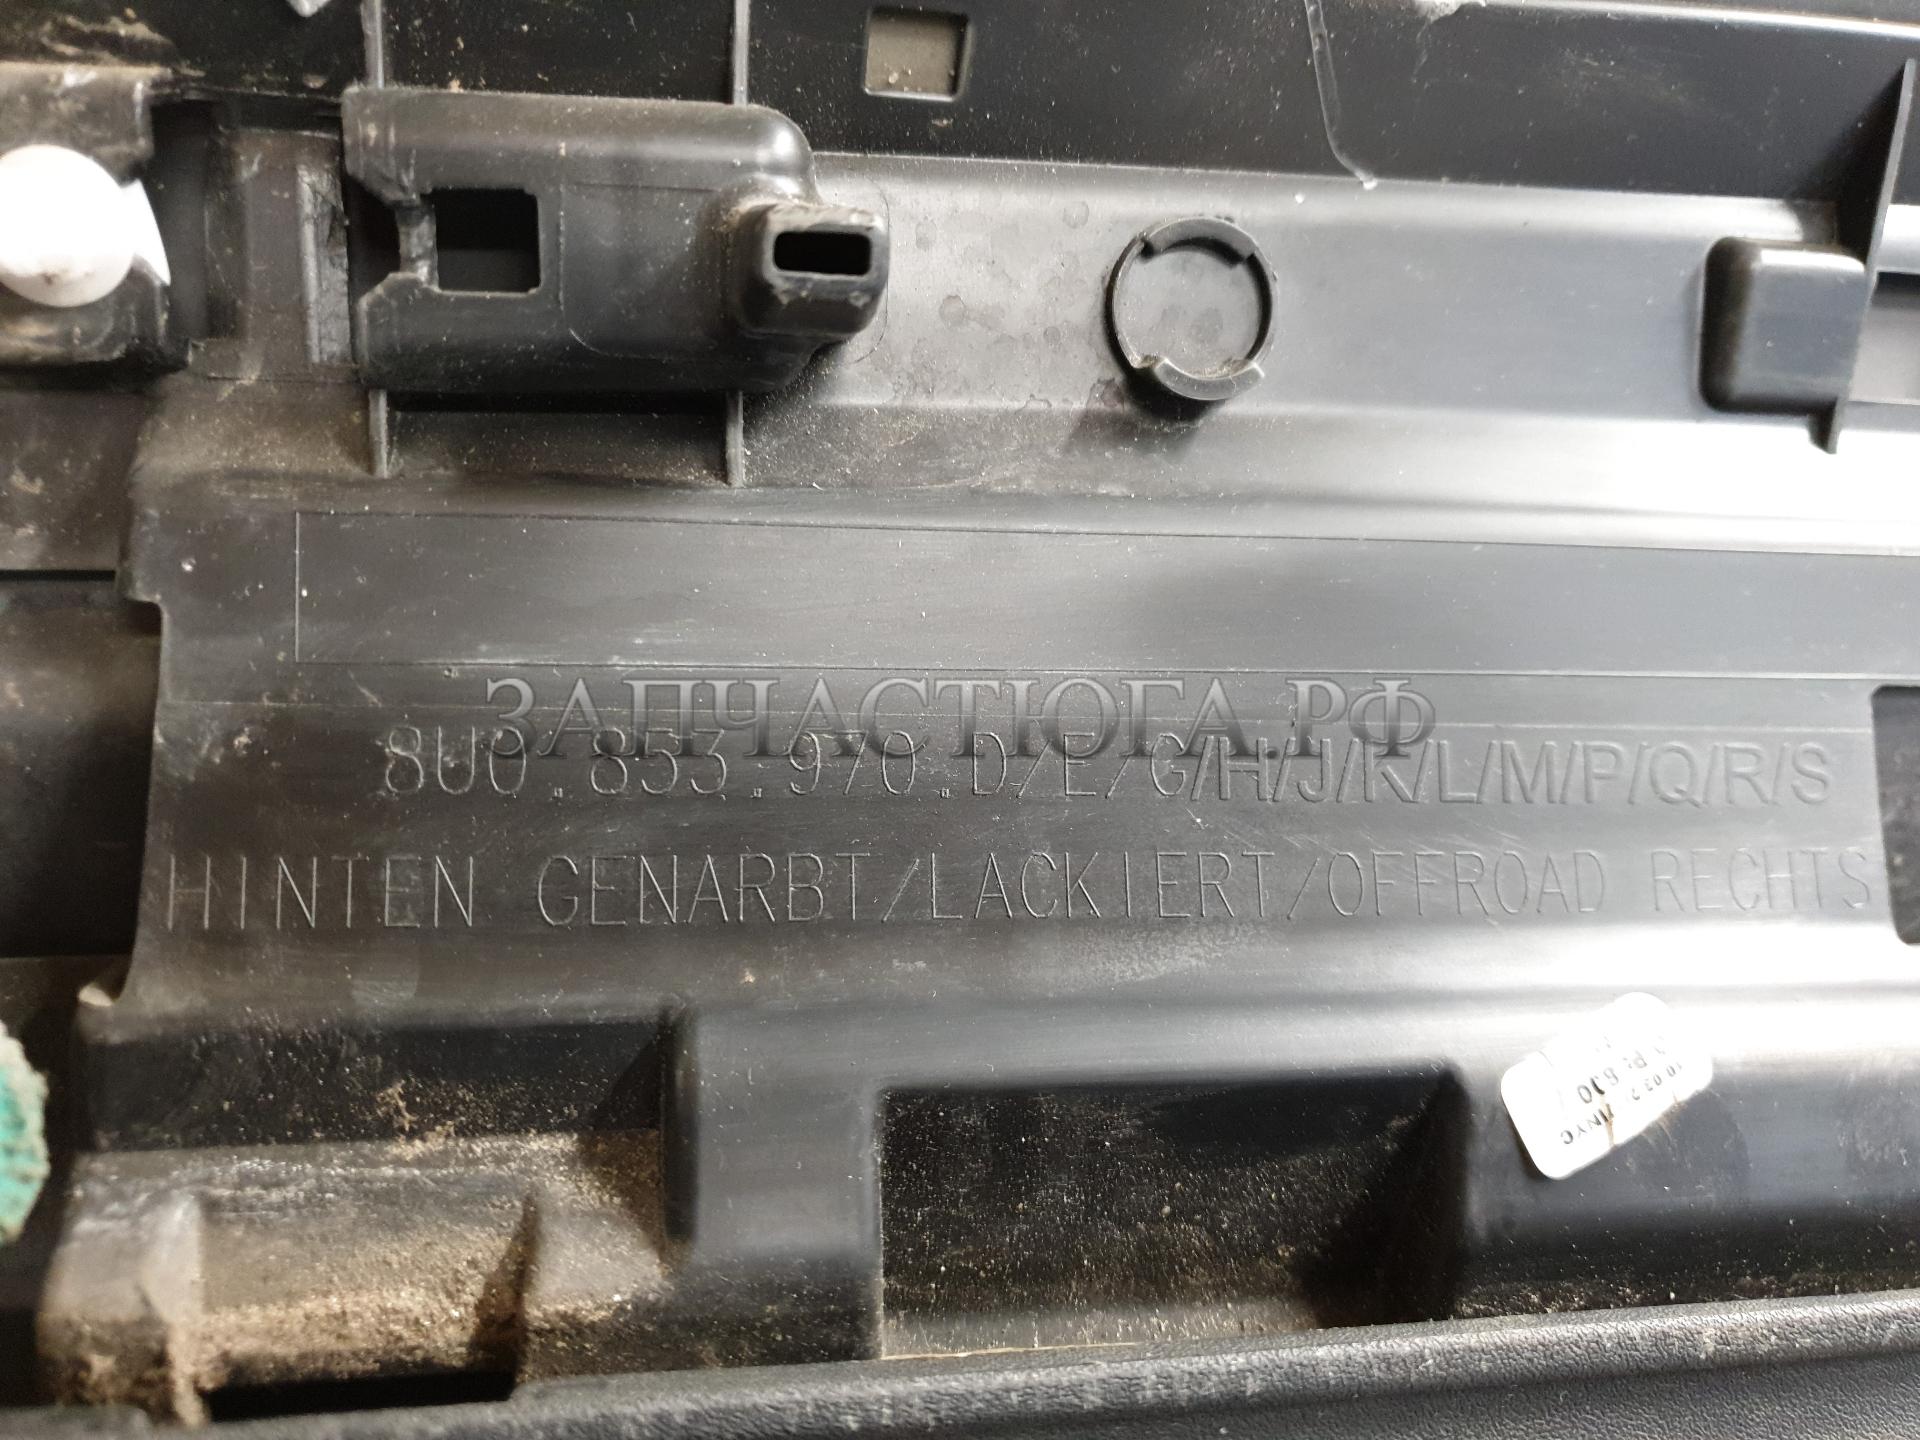 ЗАПЧАСТЮГА.РФ
8U0.853.970.D/E/G/H/J/K/L/M/P/Q/R/S
HINTEN GENARBT/LACKIERT/OFFROAD RECHTS